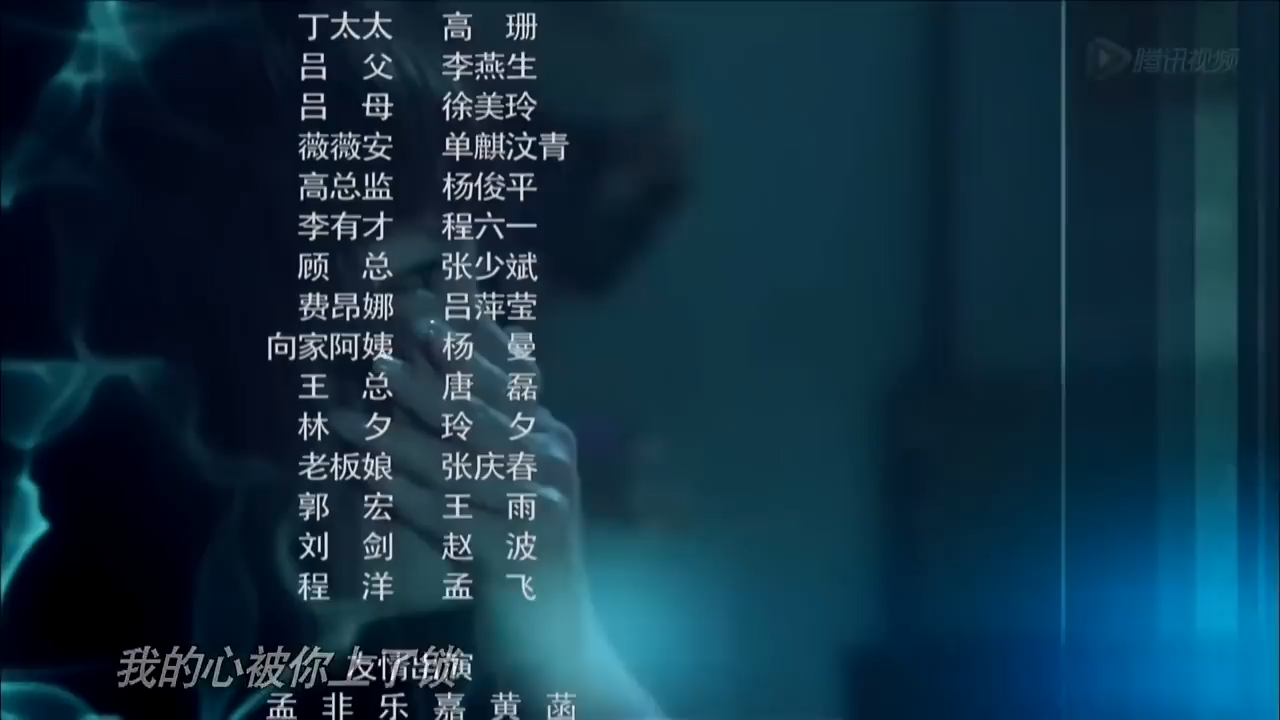 丁太太 高珊
腾讯视频
吕父 李燕生
吕母 徐美玲
薇薇安 单麒汶青
高总监 杨俊平
李有才 程六一
顾总 张少斌
费昂娜 吕萍莹
向家阿姨 杨曼
王总 唐磊
林夕 玲夕
老板娘 张庆春
郭宏 王雨
刘剑 赵波
程洋 孟飞
友情出演
我的心被你上了锁
孟非 乐嘉 黄菡